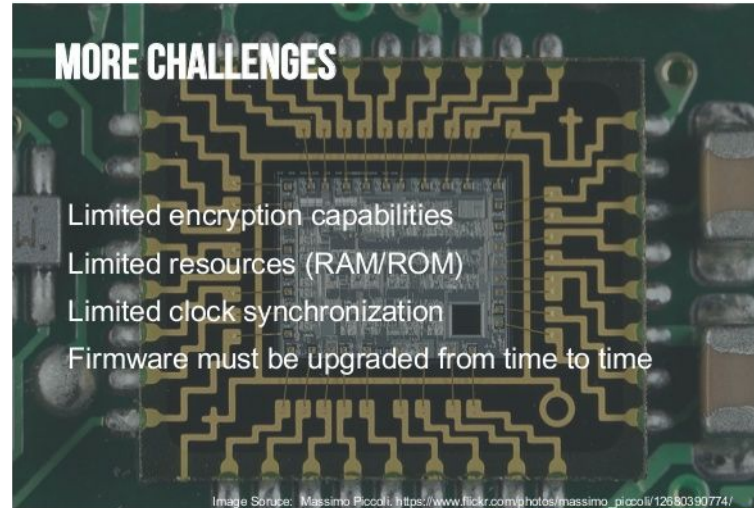 MORE CHALLENGES
Limited encryption capabilities
Limited resources (RAM/ROM)
Limited clock synchronization
Firmware must be upgraded from time to time
Image Soruce: Massimo Piccoli. https://www.flickr.com/photos/massimo_piccoli/12680390774/